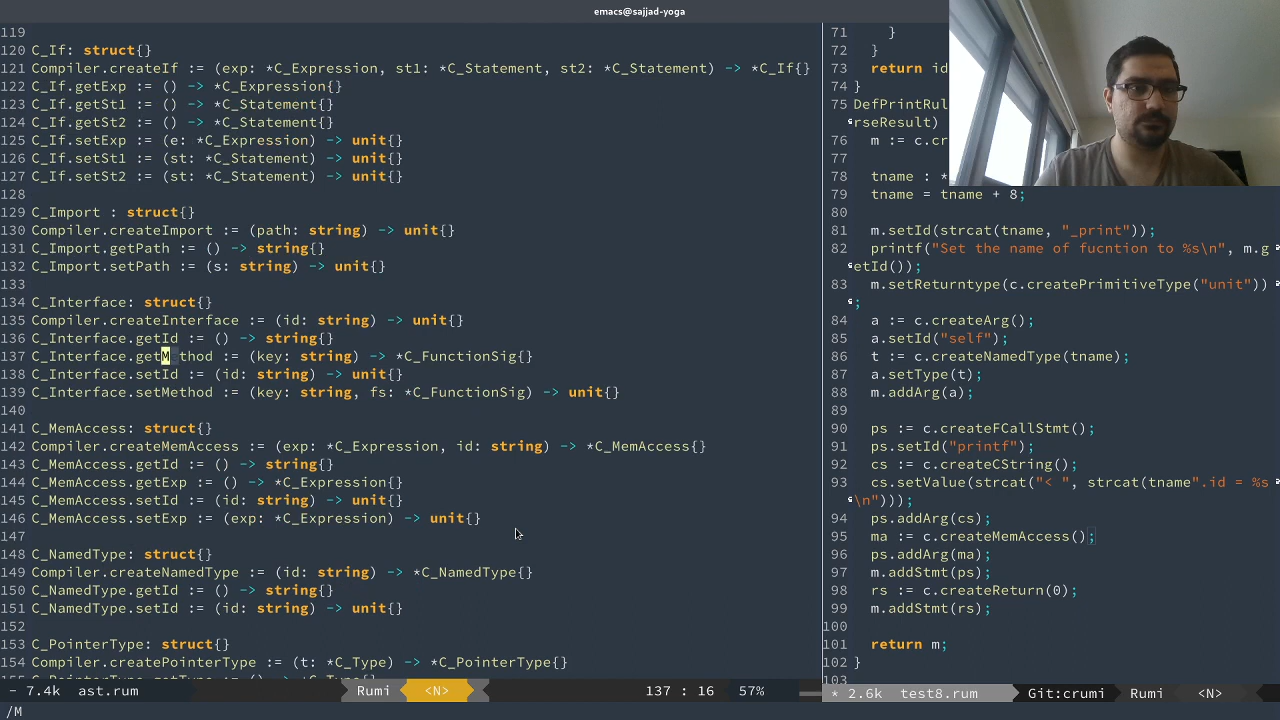 emacs@sajjad-yoga
119
120 C_If: struct{}
121 Compiler.createIf := (exp: *C_Expression, st1: *C_Statement, st2: *C_Statement) -> *C_If{}
122 C_If.getExp := () -> *C_Expression{}
123 C_If.getSt1 := () -> *C_Statement{}
124 C_If.getSt2 := () -> *C_Statement{}
125 C_If.setExp := (e: *C_Expression) -> unit{}
126 C_If.setSt1 := (st: *C_Statement) -> unit{}
127 C_If.setSt2 := (st: *C_Statement) -> unit{}
128
129 C_Import : struct{}
130 Compiler.createImport := (path: string) -> unit{}
131 C_Import.getPath := () -> string{}
132 C_Import.setPath := (s: string) -> unit{}
133
134 C_Interface: struct{}
135 Compiler.createInterface := (id: string) -> unit{}
136 C_Interface.getId := () -> string{}
137 C_Interface.getM thod := (key: string) -> *C_FunctionSig{}
138 C_Interface.setId := (id: string) -> unit{}
139 C_Interface.setMethod := (key: string, fs: *C_FunctionSig) -> unit{}
140
141 C_MemAccess: struct{}
142 Compiler.createMemAccess := (exp: *C_Expression, id: string) -> *C_MemAccess{}
143 C_MemAccess.getId := () -> string{}
144 C_MemAccess.getExp := () -> *C_Expression{}
145 C_MemAccess.setId := (id: string) -> unit{}
146 C_MemAccess.setExp := (exp: *C_Expression) -> unit{}
147
148 C_NamedType: struct{}
149 Compiler.createNamedType := (id: string) -> *C_NamedType{}
150 C_NamedType.getId := () -> string{}
151 C_NamedType.setId := (id: string) -> unit{}
152
153 C_PointerType: struct{}
154 Compiler.createPointerType := (t: *C_Type) -> *C_PointerType{}
- 7.4k ast.rum Rumi <N> 137 : 16 57%
/M
71 }
72 }
73 return id
74 }
75 DefPrintRul
rseResult)
76 m := c.cr
77
78 tname : *
79 tname = tname + 8;
80
81 m.setId(strcat(tname, "_print"));
82 printf("Set the name of fucntion to %s\n", m.g
etId());
83 m.setReturntype(c.createPrimitiveType("unit"))
;
84 a := c.createArg();
85 a.setId("self");
86 t := c.createNamedType(tname);
87 a.setType(t);
88 m.addArg(a);
89
90 ps := c.createFCallStmt();
91 ps.setId("printf");
92 cs := c.createCString();
93 cs.setValue(strcat("< ", strcat(tname".id = %s
\n")));
94 ps.addArg(cs);
95 ma := c.createMemAccess();
96 ps.addArg(ma);
97 m.addStmt(ps);
98 rs := c.createReturn(0);
99 m.addStmt(rs);
100
101 return m;
102 }
103
* 2.6k test8.rum Git:crumi Rumi <N>